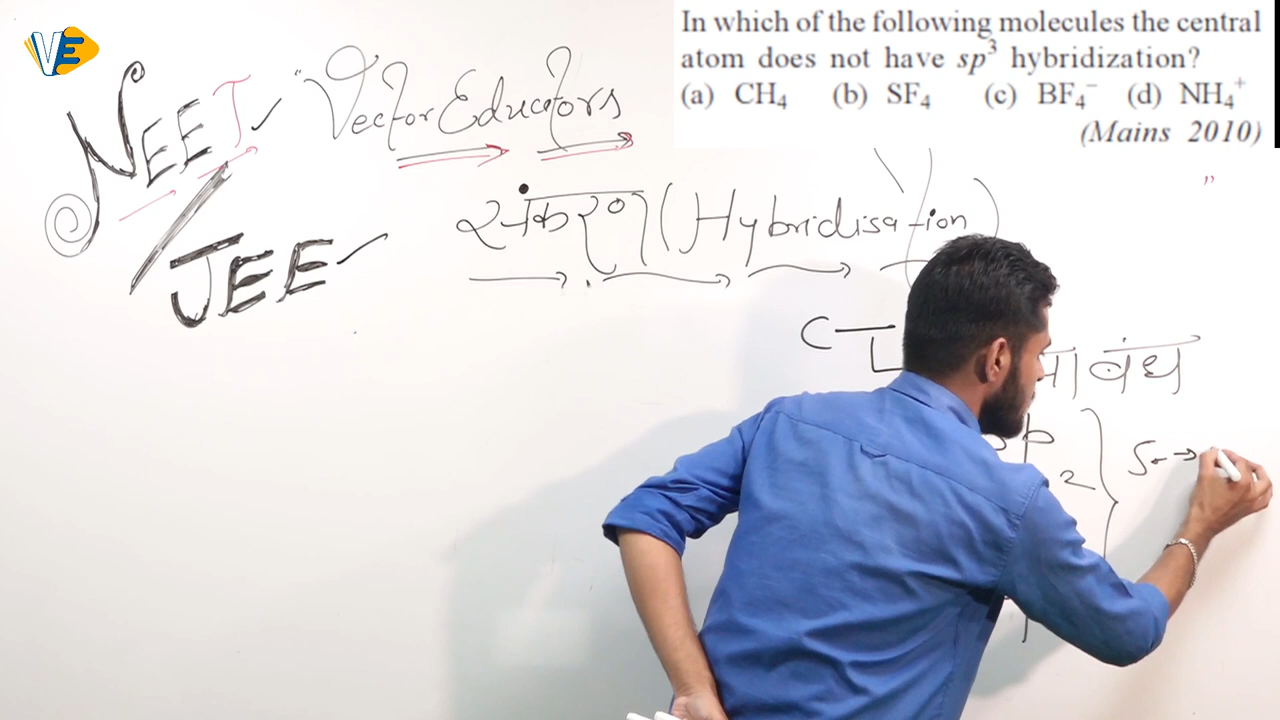 VE
In which of the following molecules the central
atom does not have sp³ hybridization?
(a) CH₄ (b) SF₄ (c) BF₄⁻ (d) NH₄⁺
(Mains 2010)
NEET
JEE
" Vector Educators
"
संकरण (Hybridisation)
C
बंध
2
S